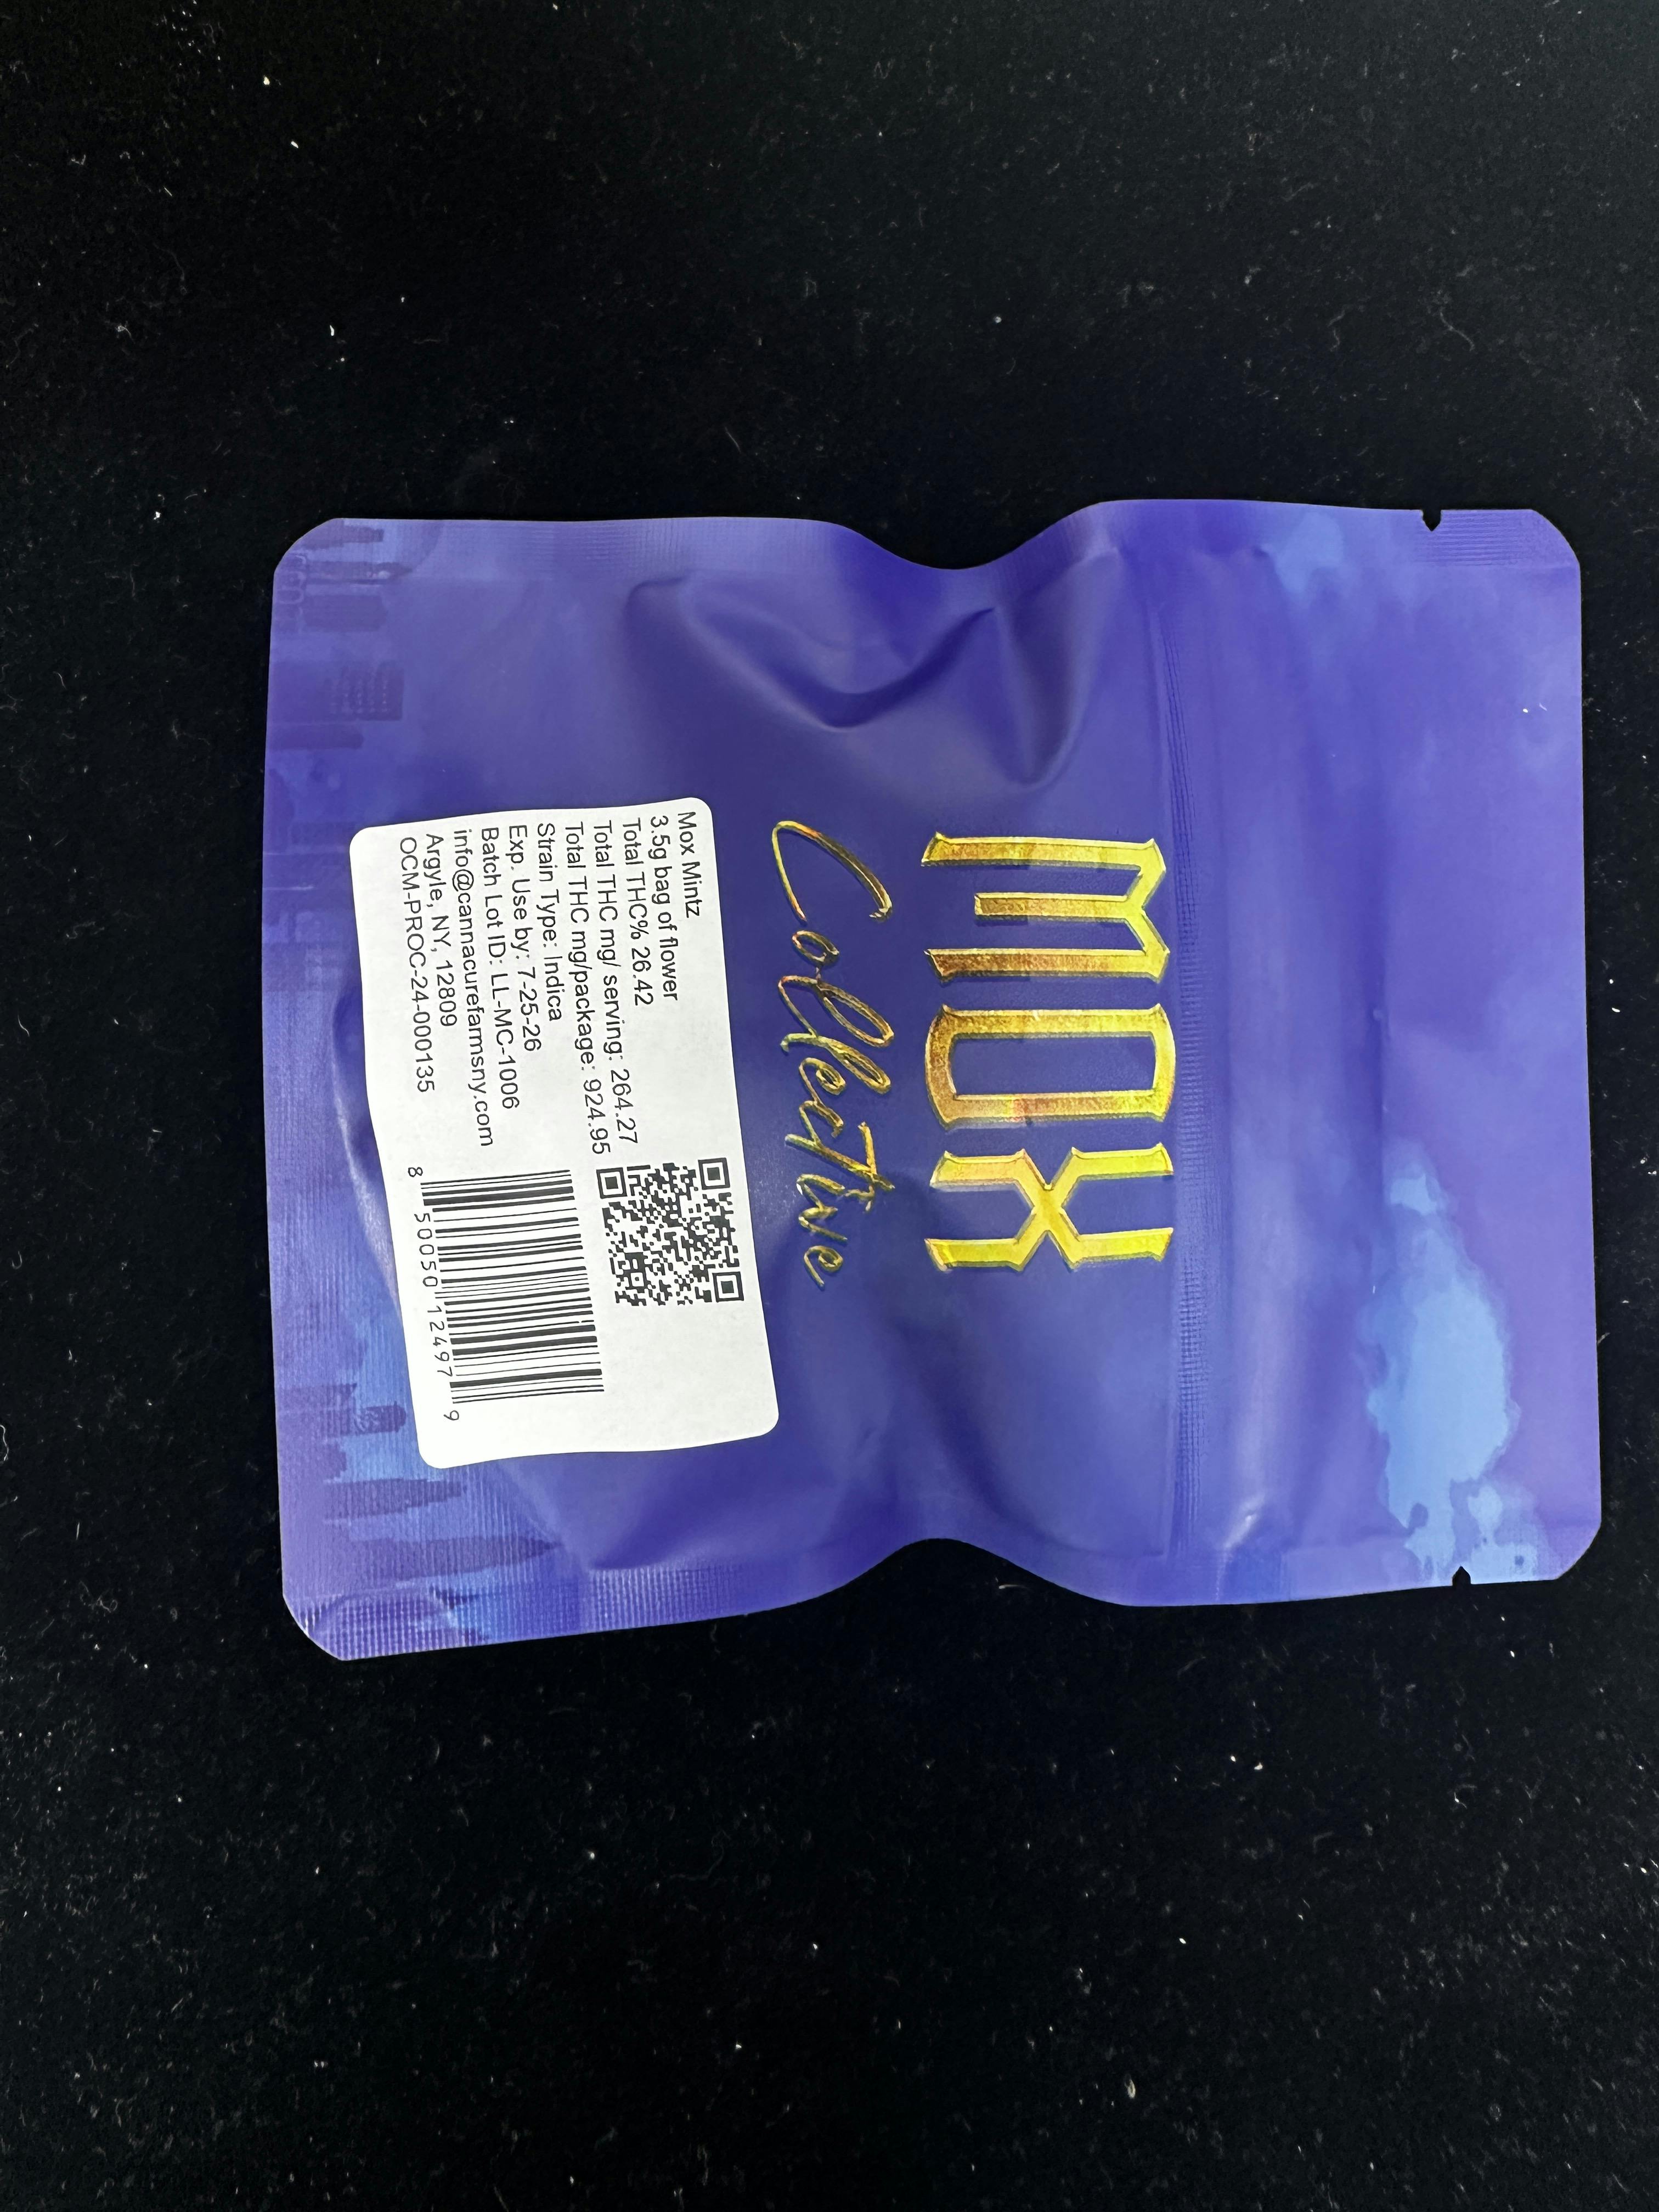 MOX
Collective
Mox Mintz
3.5g bag of flower
Total THC% 26.42
Total THC mg/ serving: 264.27
Total THC mg/package: 924.95
Strain Type: Indica
Exp. Use by: 7-25-26
Batch Lot ID: LL-MC-1006
info@cannacurefarmsny.com
Argyle, NY, 12809
OCM-PROC-24-000135
8 50050 12497 9